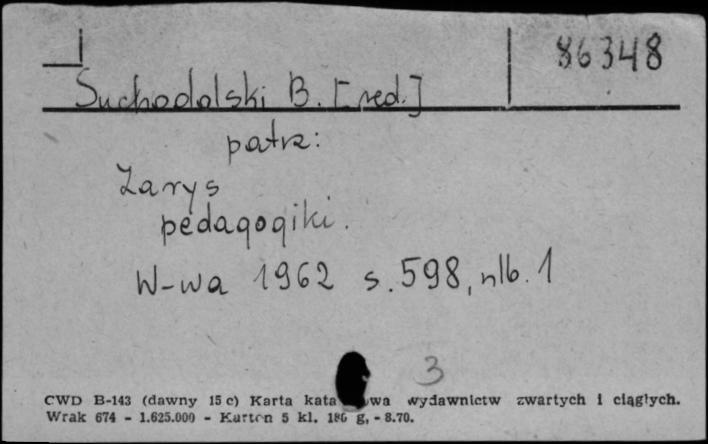 86348
Suchodolski B. [red.]
patrz:
Zarys
pedagogiki.
W-wa 1962 s. 598, nlb. 1
3
CWD B-143 (dawny 15 c) Karta kata wa wydawnictw zwartych i ciągłych.
Wrak 674 - 1.625.000 - Karton 5 kl. 180 g, - 8.70.